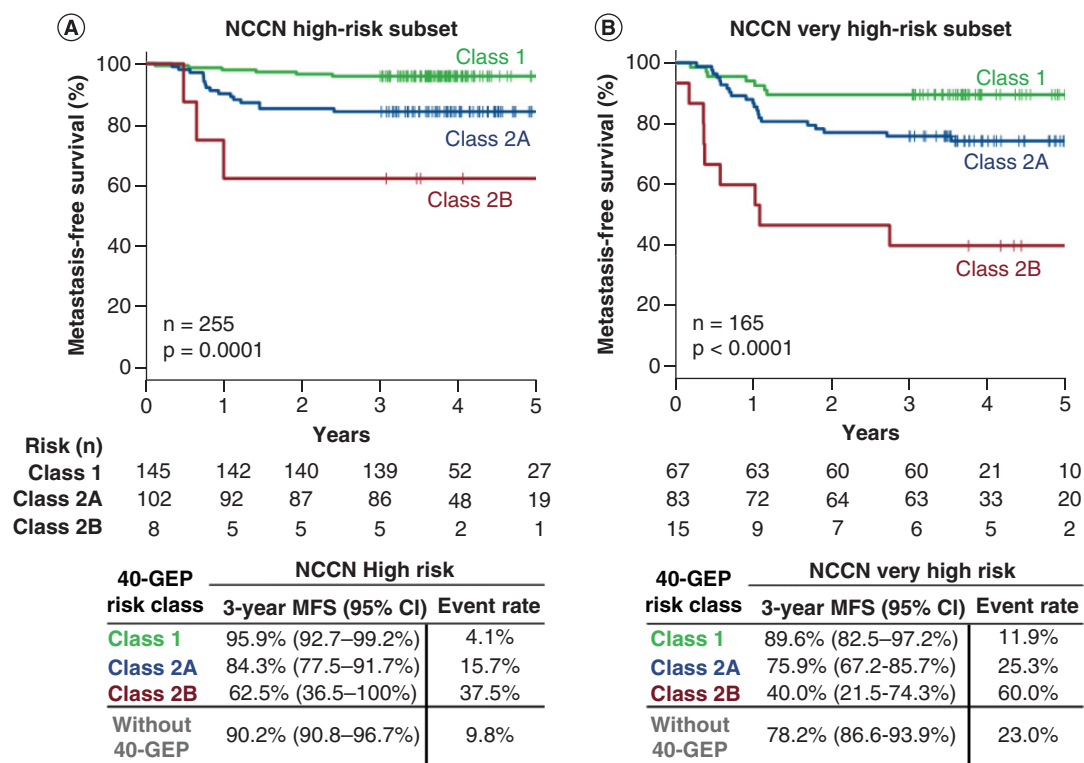 A NCCN high-risk subset
Metastasis-free survival (%)
100
80
60
40
20
0
Class 1
Class 2A
Class 2B
n = 255
p = 0.0001
0 1 2 3 4 5
Years
B NCCN very high-risk subset
Metastasis-free survival (%)
100
80
60
40
20
0
Class 1
Class 2A
Class 2B
n = 165
p < 0.0001
0 1 2 3 4 5
Years
Risk (n)
Class 1 145 142 140 139 52 27 67 63 60 60 21 10
Class 2A 102 92 87 86 48 19 83 72 64 63 33 20
Class 2B 8 5 5 5 2 1 15 9 7 6 5 2
40-GEP risk class NCCN High risk
3-year MFS (95% CI) Event rate
Class 1 95.9% (92.7–99.2%) 4.1%
Class 2A 84.3% (77.5–91.7%) 15.7%
Class 2B 62.5% (36.5–100%) 37.5%
Without 40-GEP 90.2% (90.8–96.7%) 9.8%
40-GEP risk class NCCN very high risk
3-year MFS (95% CI) Event rate
Class 1 89.6% (82.5–97.2%) 11.9%
Class 2A 75.9% (67.2-85.7%) 25.3%
Class 2B 40.0% (21.5-74.3%) 60.0%
Without 40-GEP 78.2% (86.6-93.9%) 23.0%